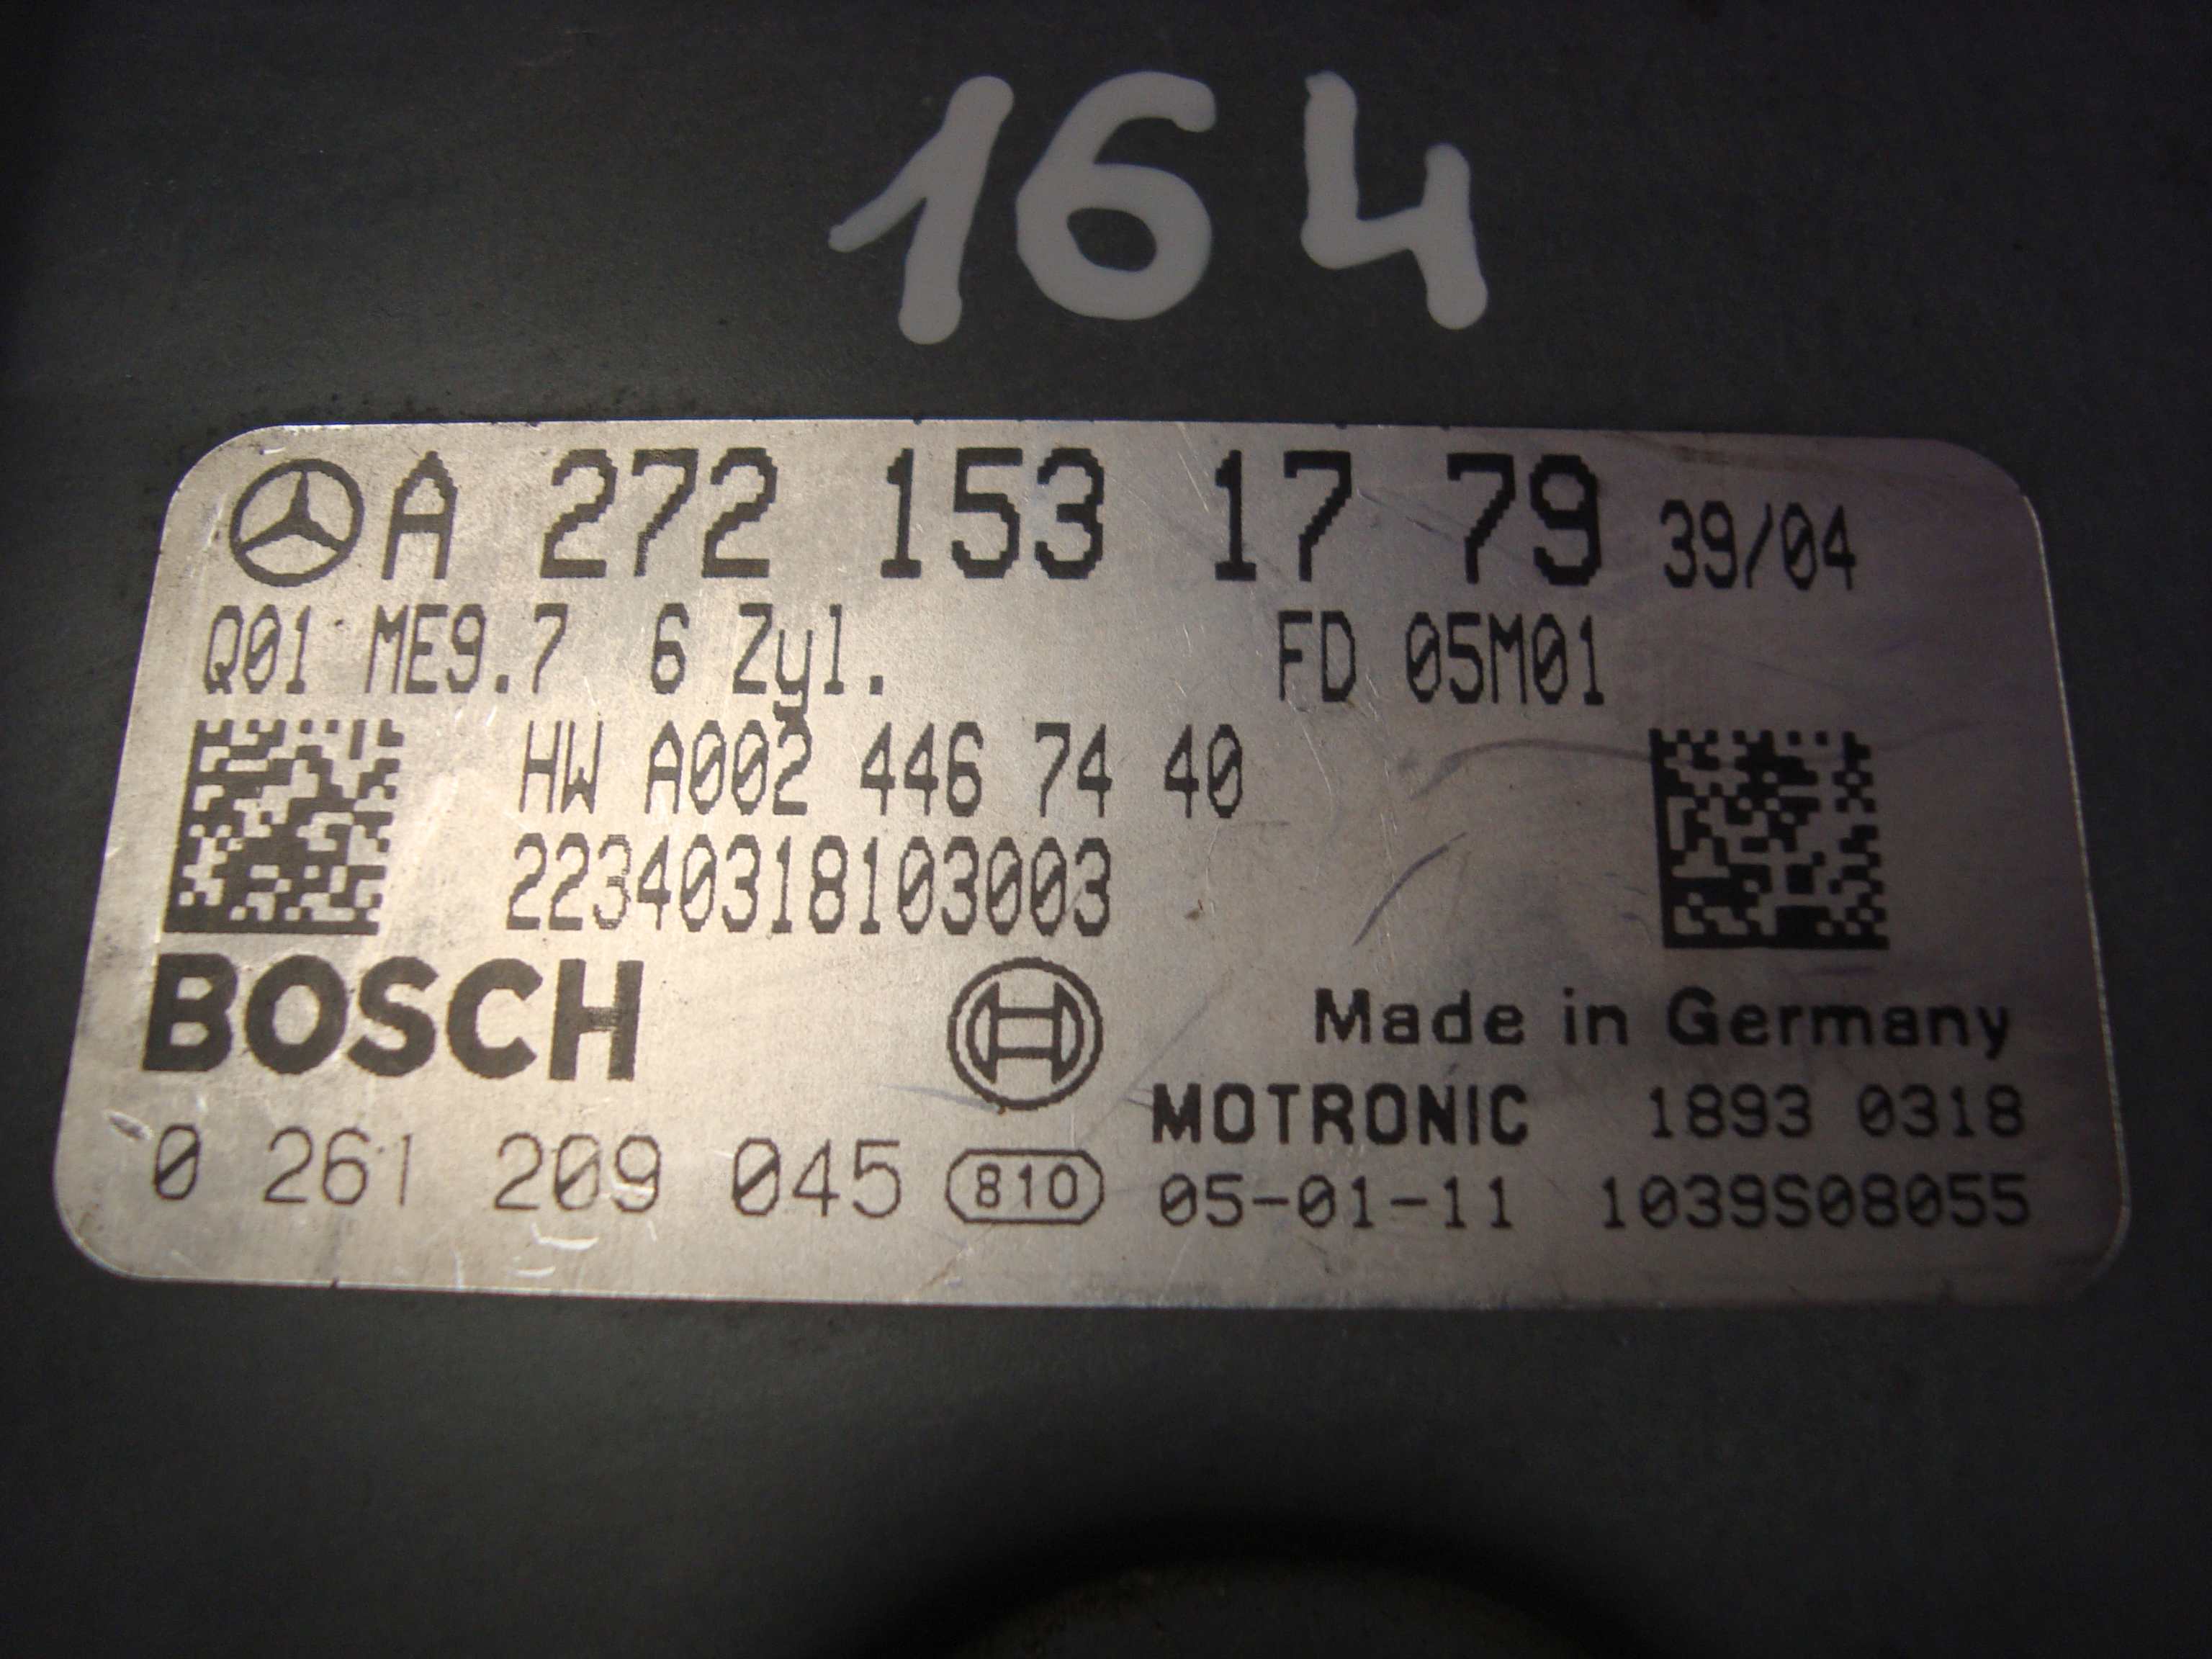 164
A 272 153 17 79 39/04
Q01 ME9.7 6 Zyl. FD 05M01
HW A002 446 74 40
22340318103003
BOSCH Made in Germany
MOTRONIC 1893 0318
0 261 209 045 810 05-01-11 1039S08055